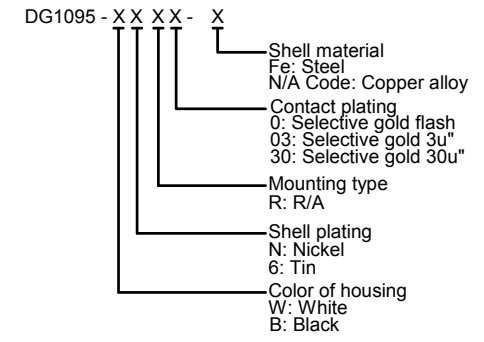 DG1095 - X X X X - X
Shell material
Fe: Steel
N/A Code: Copper alloy
Contact plating
0: Selective gold flash
03: Selective gold 3u"
30: Selective gold 30u"
Mounting type
R: R/A
Shell plating
N: Nickel
6: Tin
Color of housing
W: White
B: Black